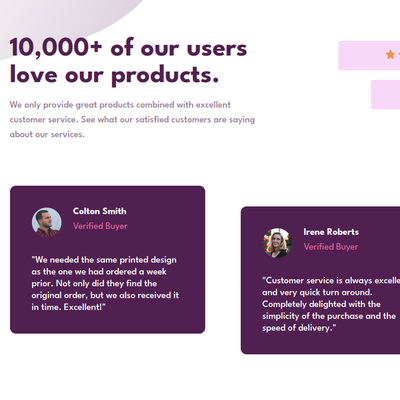 10,000+ of our users
love our products.
We only provide great products combined with excellent
customer service. See what our satisfied customers are saying
about our services.
Colton Smith
Verified Buyer
"We needed the same printed design
as the one we had ordered a week
prior. Not only did they find the
original order, but we also received it
in time. Excellent!"
Irene Roberts
Verified Buyer
"Customer service is always excelle
and very quick turn around.
Completely delighted with the
simplicity of the purchase and the
speed of delivery."